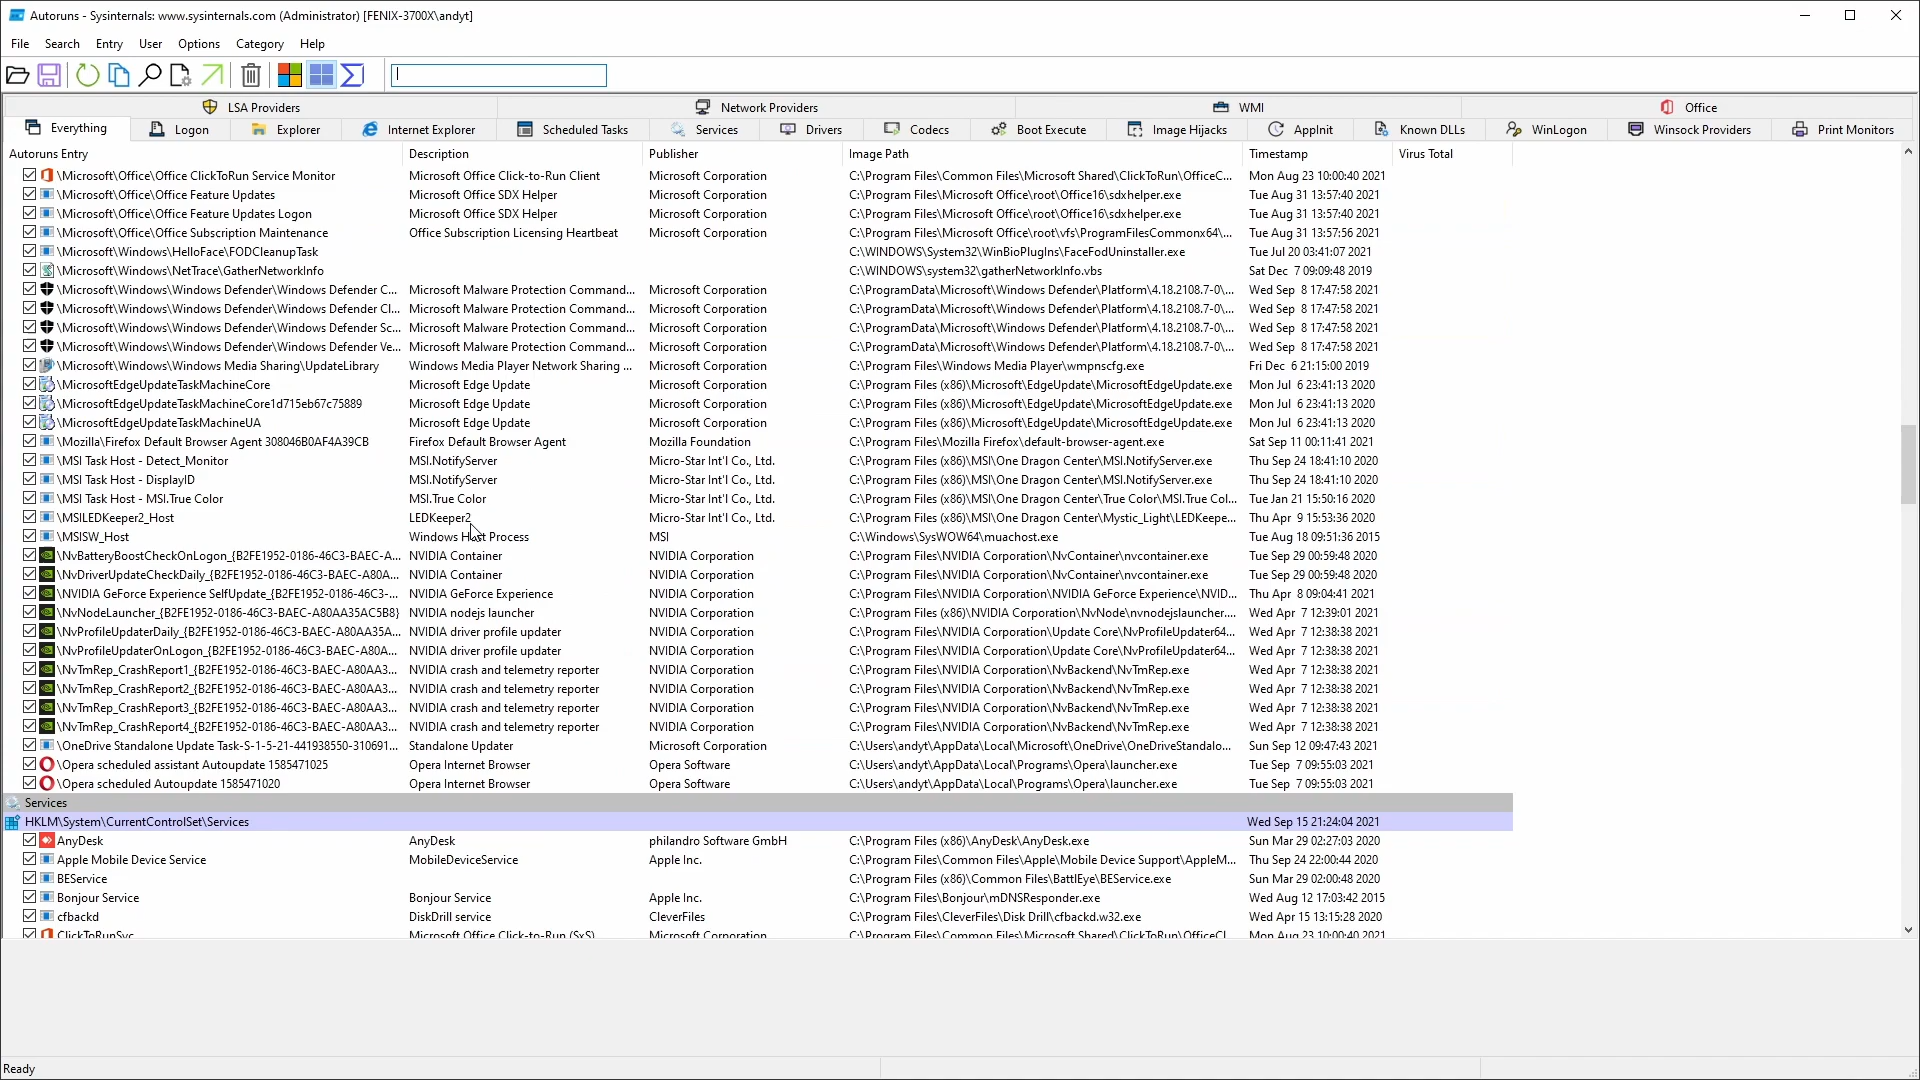 Autoruns - Sysinternals: www.sysinternals.com (Administrator) [FENIX-3700X\andyt]
File Search Entry User Options Category Help
LSA Providers Network Providers WMI Office
Everything Logon Explorer Internet Explorer Scheduled Tasks Services Drivers Codecs Boot Execute Image Hijacks AppInit Known DLLs WinLogon Winsock Providers Print Monitors
Autoruns Entry Description Publisher Image Path Timestamp Virus Total
\Microsoft\Office\Office ClickToRun Service Monitor Microsoft Office Click-to-Run Client Microsoft Corporation C:\Program Files\Common Files\Microsoft Shared\ClickToRun\OfficeC... Mon Aug 23 10:00:40 2021
\Microsoft\Office\Office Feature Updates Microsoft Office SDX Helper Microsoft Corporation C:\Program Files\Microsoft Office\root\Office16\sdxhelper.exe Tue Aug 31 13:57:40 2021
\Microsoft\Office\Office Feature Updates Logon Microsoft Office SDX Helper Microsoft Corporation C:\Program Files\Microsoft Office\root\Office16\sdxhelper.exe Tue Aug 31 13:57:40 2021
\Microsoft\Office\Office Subscription Maintenance Office Subscription Licensing Heartbeat Microsoft Corporation C:\Program Files\Microsoft Office\root\vfs\ProgramFilesCommonx64\... Tue Aug 31 13:57:56 2021
\Microsoft\Windows\HelloFace\FODCleanupTask C:\WINDOWS\System32\WinBioPlugIns\FaceFodUninstaller.exe Tue Jul 20 03:41:07 2021
\Microsoft\Windows\NetTrace\GatherNetworkInfo C:\WINDOWS\system32\gatherNetworkInfo.vbs Sat Dec 7 09:09:48 2019
\Microsoft\Windows\Windows Defender\Windows Defender C... Microsoft Malware Protection Command... Microsoft Corporation C:\ProgramData\Microsoft\Windows Defender\Platform\4.18.2108.7-0\... Wed Sep 8 17:47:58 2021
\Microsoft\Windows\Windows Defender\Windows Defender Cl... Microsoft Malware Protection Command... Microsoft Corporation C:\ProgramData\Microsoft\Windows Defender\Platform\4.18.2108.7-0\... Wed Sep 8 17:47:58 2021
\Microsoft\Windows\Windows Defender\Windows Defender Sc... Microsoft Malware Protection Command... Microsoft Corporation C:\ProgramData\Microsoft\Windows Defender\Platform\4.18.2108.7-0\... Wed Sep 8 17:47:58 2021
\Microsoft\Windows\Windows Defender\Windows Defender Ve... Microsoft Malware Protection Command... Microsoft Corporation C:\ProgramData\Microsoft\Windows Defender\Platform\4.18.2108.7-0\... Wed Sep 8 17:47:58 2021
\Microsoft\Windows\Windows Media Sharing\UpdateLibrary Windows Media Player Network Sharing ... Microsoft Corporation C:\Program Files\Windows Media Player\wmpnscfg.exe Fri Dec 6 21:15:00 2019
\MicrosoftEdgeUpdateTaskMachineCore Microsoft Edge Update Microsoft Corporation C:\Program Files (x86)\Microsoft\EdgeUpdate\MicrosoftEdgeUpdate.exe Mon Jul 6 23:41:13 2020
\MicrosoftEdgeUpdateTaskMachineCore1d715eb67c75889 Microsoft Edge Update Microsoft Corporation C:\Program Files (x86)\Microsoft\EdgeUpdate\MicrosoftEdgeUpdate.exe Mon Jul 6 23:41:13 2020
\MicrosoftEdgeUpdateTaskMachineUA Microsoft Edge Update Microsoft Corporation C:\Program Files (x86)\Microsoft\EdgeUpdate\MicrosoftEdgeUpdate.exe Mon Jul 6 23:41:13 2020
\Mozilla\Firefox Default Browser Agent 308046B0AF4A39CB Firefox Default Browser Agent Mozilla Foundation C:\Program Files\Mozilla Firefox\default-browser-agent.exe Sat Sep 11 00:11:41 2021
\MSI Task Host - Detect_Monitor MSI.NotifyServer Micro-Star Int'l Co., Ltd. C:\Program Files (x86)\MSI\One Dragon Center\MSI.NotifyServer.exe Thu Sep 24 18:41:10 2020
\MSI Task Host - DisplayID MSI.NotifyServer Micro-Star Int'l Co., Ltd. C:\Program Files (x86)\MSI\One Dragon Center\MSI.NotifyServer.exe Thu Sep 24 18:41:10 2020
\MSI Task Host - MSI.True Color MSI.True Color Micro-Star Int'l Co., Ltd. C:\Program Files (x86)\MSI\One Dragon Center\True Color\MSI.True Col... Tue Jan 21 15:50:16 2020
\MSILEDKeeper2_Host LEDKeeper2 Micro-Star Int'l Co., Ltd. C:\Program Files (x86)\MSI\One Dragon Center\Mystic_Light\LEDKeepe... Thu Apr 9 15:53:36 2020
\MSISW_Host Windows Host Process MSI C:\Windows\SysWOW64\muachost.exe Tue Aug 18 09:51:36 2015
\NvBatteryBoostCheckOnLogon_{B2FE1952-0186-46C3-BAEC-A... NVIDIA Container NVIDIA Corporation C:\Program Files\NVIDIA Corporation\NvContainer\nvcontainer.exe Tue Sep 29 00:59:48 2020
\NvDriverUpdateCheckDaily_{B2FE1952-0186-46C3-BAEC-A80A... NVIDIA Container NVIDIA Corporation C:\Program Files\NVIDIA Corporation\NvContainer\nvcontainer.exe Tue Sep 29 00:59:48 2020
\NVIDIA GeForce Experience SelfUpdate_{B2FE1952-0186-46C3-... NVIDIA GeForce Experience NVIDIA Corporation C:\Program Files\NVIDIA Corporation\NVIDIA GeForce Experience\NVID... Thu Apr 8 09:04:41 2021
\NvNodeLauncher_{B2FE1952-0186-46C3-BAEC-A80AA35AC5B8} NVIDIA nodejs launcher NVIDIA Corporation C:\Program Files (x86)\NVIDIA Corporation\NvNode\nvnodejslauncher.... Wed Apr 7 12:39:01 2021
\NvProfileUpdaterDaily_{B2FE1952-0186-46C3-BAEC-A80AA35A... NVIDIA driver profile updater NVIDIA Corporation C:\Program Files\NVIDIA Corporation\Update Core\NvProfileUpdater64... Wed Apr 7 12:38:38 2021
\NvProfileUpdaterOnLogon_{B2FE1952-0186-46C3-BAEC-A80A... NVIDIA driver profile updater NVIDIA Corporation C:\Program Files\NVIDIA Corporation\Update Core\NvProfileUpdater64... Wed Apr 7 12:38:38 2021
\NvTmRep_CrashReport1_{B2FE1952-0186-46C3-BAEC-A80AA3... NVIDIA crash and telemetry reporter NVIDIA Corporation C:\Program Files\NVIDIA Corporation\NvBackend\NvTmRep.exe Wed Apr 7 12:38:38 2021
\NvTmRep_CrashReport2_{B2FE1952-0186-46C3-BAEC-A80AA3... NVIDIA crash and telemetry reporter NVIDIA Corporation C:\Program Files\NVIDIA Corporation\NvBackend\NvTmRep.exe Wed Apr 7 12:38:38 2021
\NvTmRep_CrashReport3_{B2FE1952-0186-46C3-BAEC-A80AA3... NVIDIA crash and telemetry reporter NVIDIA Corporation C:\Program Files\NVIDIA Corporation\NvBackend\NvTmRep.exe Wed Apr 7 12:38:38 2021
\NvTmRep_CrashReport4_{B2FE1952-0186-46C3-BAEC-A80AA3... NVIDIA crash and telemetry reporter NVIDIA Corporation C:\Program Files\NVIDIA Corporation\NvBackend\NvTmRep.exe Wed Apr 7 12:38:38 2021
\OneDrive Standalone Update Task-S-1-5-21-441938550-310691... Standalone Updater Microsoft Corporation C:\Users\andyt\AppData\Local\Microsoft\OneDrive\OneDriveStandalo... Sun Sep 12 09:47:43 2021
\Opera scheduled assistant Autoupdate 1585471025 Opera Internet Browser Opera Software C:\Users\andyt\AppData\Local\Programs\Opera\launcher.exe Tue Sep 7 09:55:03 2021
\Opera scheduled Autoupdate 1585471020 Opera Internet Browser Opera Software C:\Users\andyt\AppData\Local\Programs\Opera\launcher.exe Tue Sep 7 09:55:03 2021
Services
HKLM\System\CurrentControlSet\Services Wed Sep 15 21:24:04 2021
AnyDesk AnyDesk philandro Software GmbH C:\Program Files (x86)\AnyDesk\AnyDesk.exe Sun Mar 29 02:27:03 2020
Apple Mobile Device Service MobileDeviceService Apple Inc. C:\Program Files\Common Files\Apple\Mobile Device Support\AppleM... Thu Sep 24 22:00:44 2020
BEService C:\Program Files (x86)\Common Files\BattlEye\BEService.exe Sun Mar 29 02:00:48 2020
Bonjour Service Bonjour Service Apple Inc. C:\Program Files\Bonjour\mDNSResponder.exe Wed Aug 12 17:03:42 2015
cfbackd DiskDrill service CleverFiles C:\Program Files\CleverFiles\Disk Drill\cfbackd.w32.exe Wed Apr 15 13:15:28 2020
ClickToRunSvc Microsoft Office Click-to-Run (SxS) Microsoft Corporation C:\Program Files\Common Files\Microsoft Shared\ClickToRun\OfficeCl... Mon Aug 23 10:00:40 2021
Ready